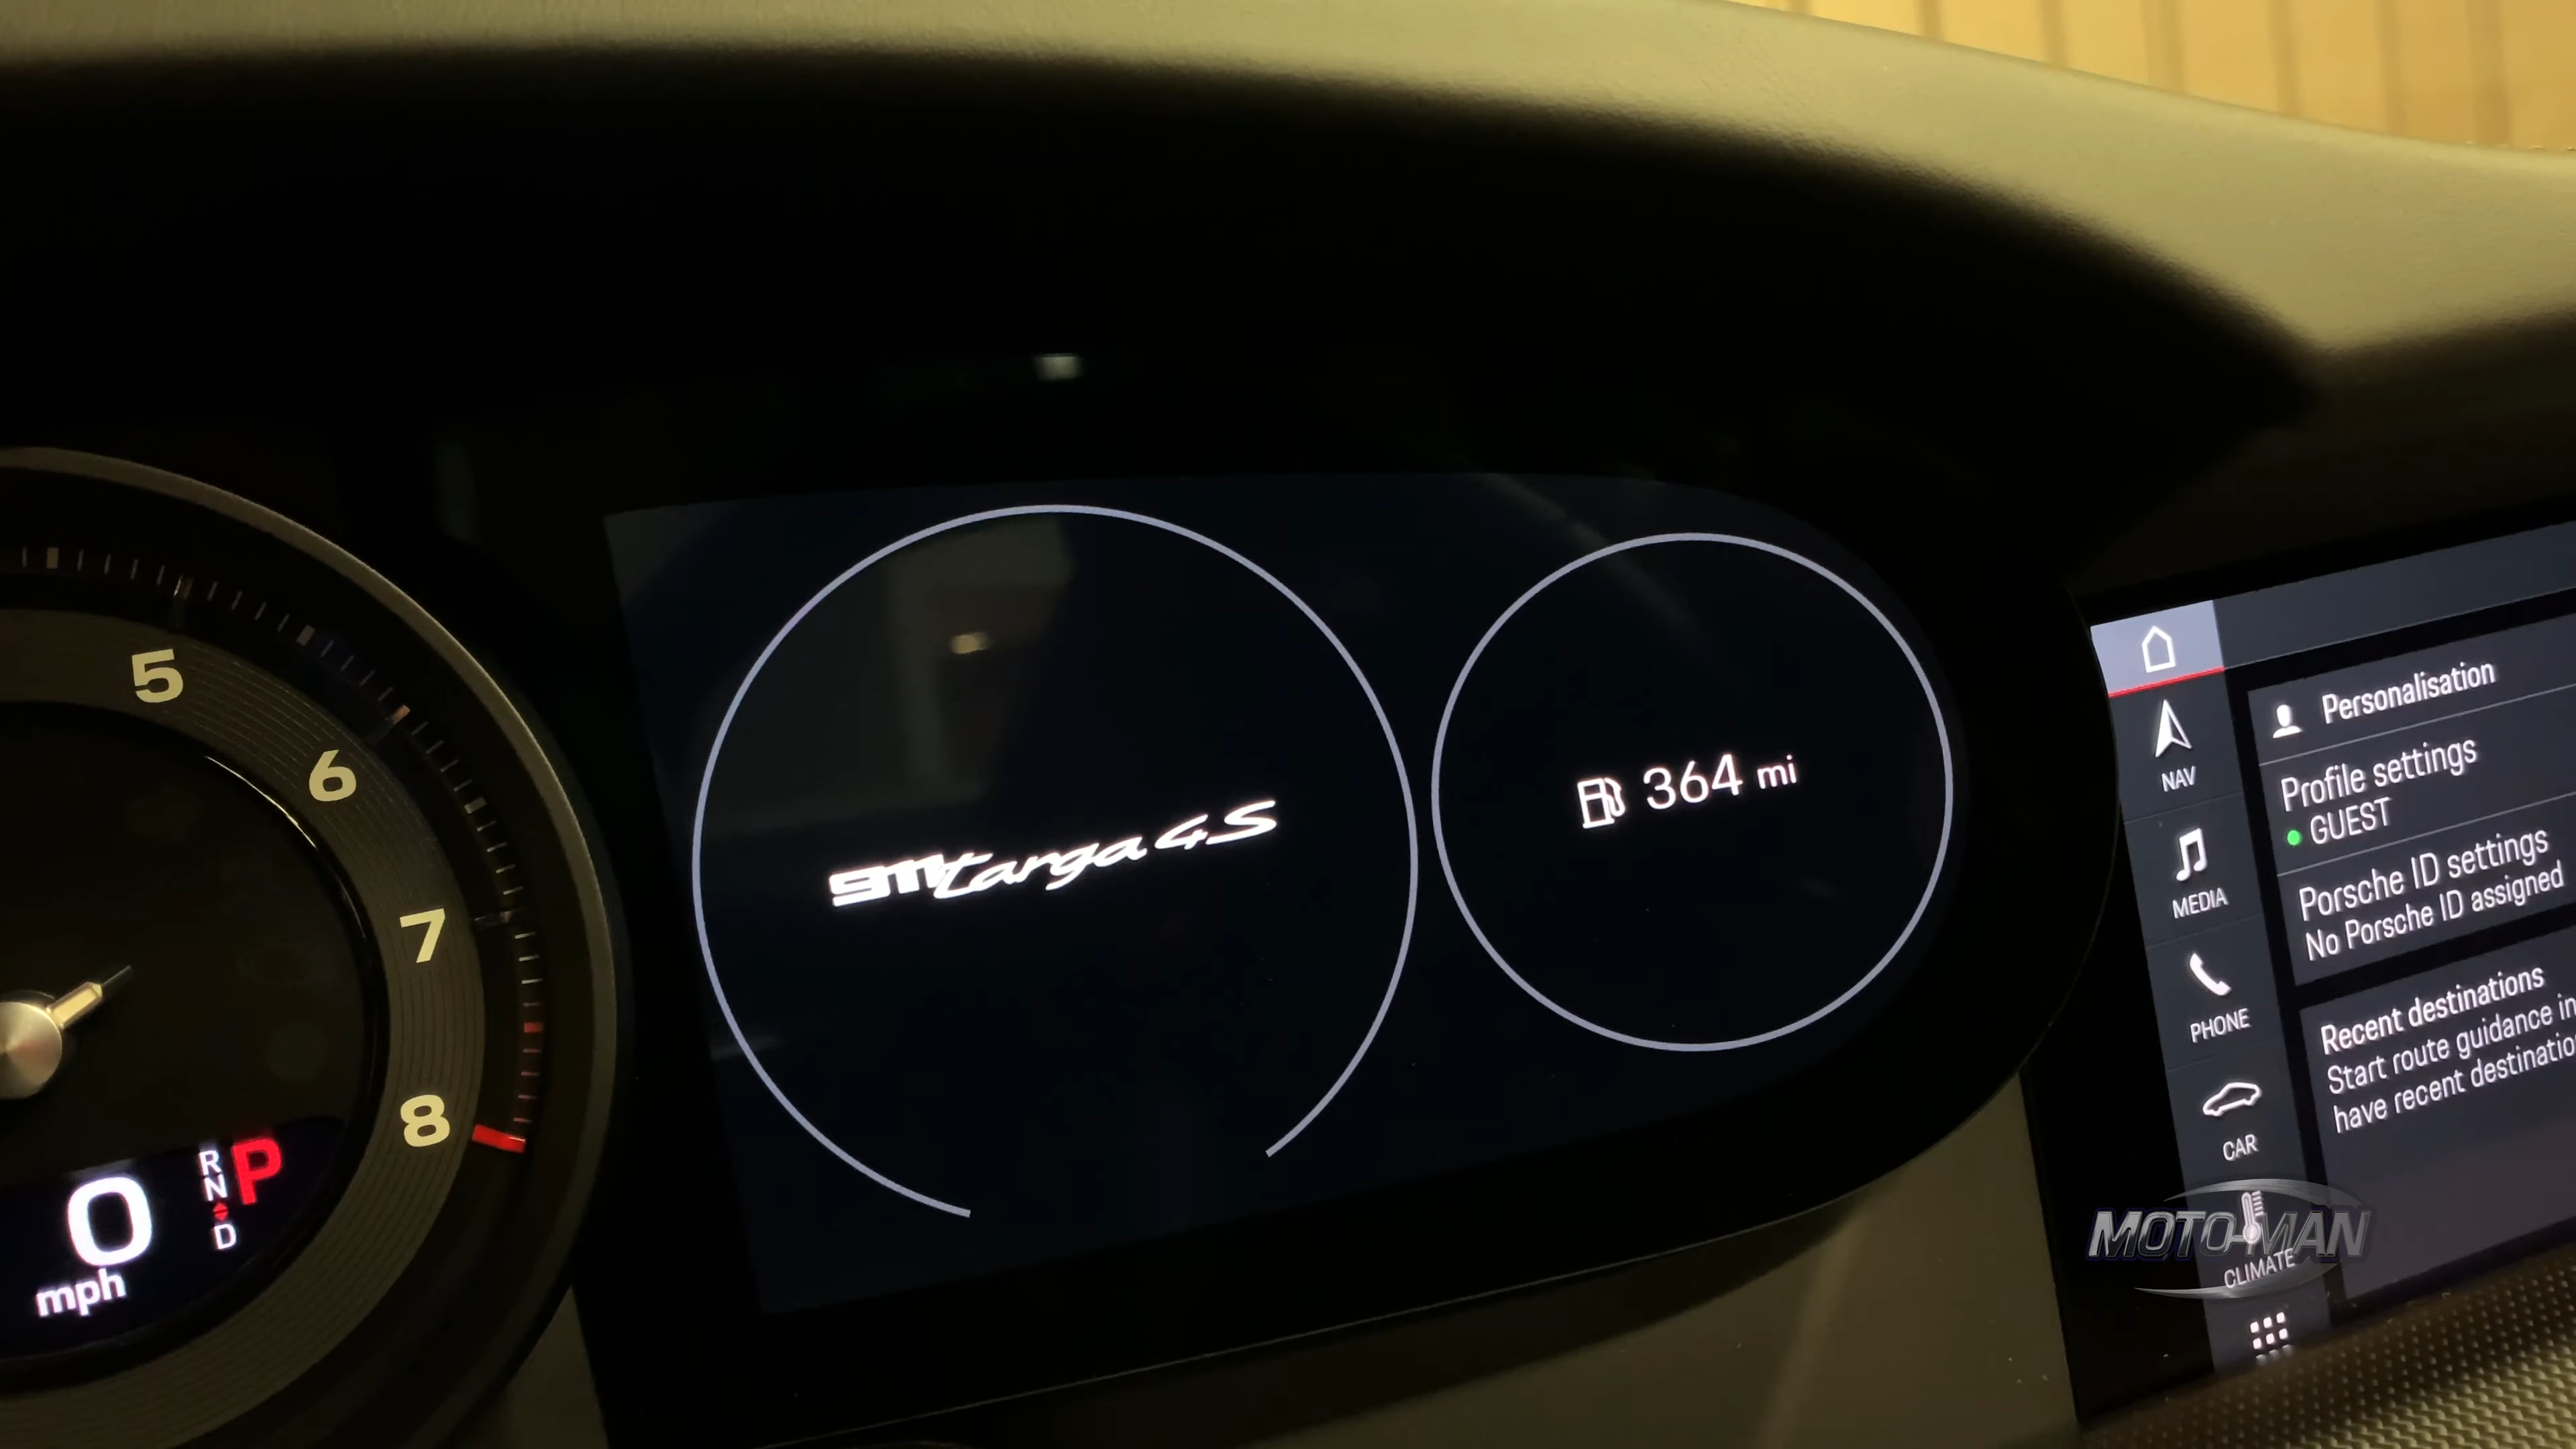 5
6
7
8
0
mph
R
N
D
P
911 targa 4S
364 mi
NAV
MEDIA
PHONE
CAR
CLIMATE
Personalisation
Profile settings
GUEST
Porsche ID settings
No Porsche ID assigned
Recent destinations
Start route guidance in
have recent destinatio
MOTOMAN